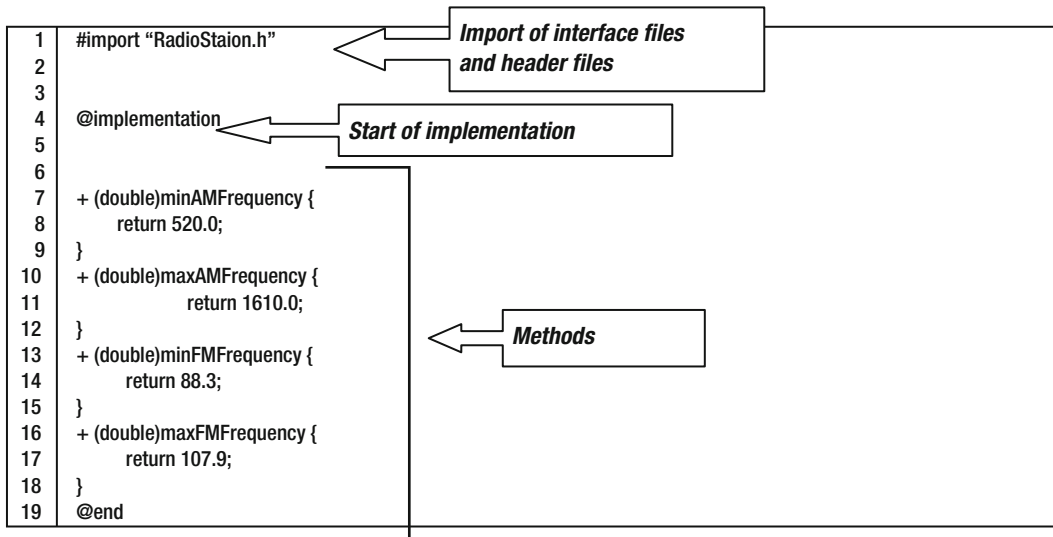 1 #import “RadioStaion.h”
2
3
4 @implementation
5
6
7 + (double)minAMFrequency {
8 return 520.0;
9 }
10 + (double)maxAMFrequency {
11 return 1610.0;
12 }
13 + (double)minFMFrequency {
14 return 88.3;
15 }
16 + (double)maxFMFrequency {
17 return 107.9;
18 }
19 @end
Import of interface files
and header files
Start of implementation
Methods